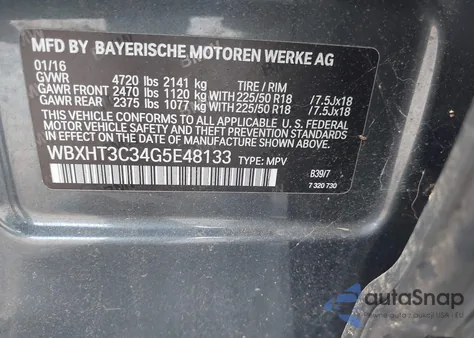 MFD BY BAYERISCHE MOTOREN WERKE AG
01/16
GVWR 4720 lbs 2141 kg TIRE / RIM
GAWR FRONT 2470 lbs 1120 kg WITH 225/50 R18 /7.5Jx18
GAWR REAR 2375 lbs 1077 kg WITH 225/50 R18 /7.5Jx18
THIS VEHICLE CONFORMS TO ALL APPLICABLE
U.S. FEDERAL MOTOR VEHICLE SAFETY, BUMPER,
AND THEFT PREVENTION STANDARDS IN EFFECT ON
THE DATE OF MANUFACTURE SHOWN ABOVE.
WBXHT3C34G5E48133 TYPE: MPV
B39/7
7 320 730
autoSnap